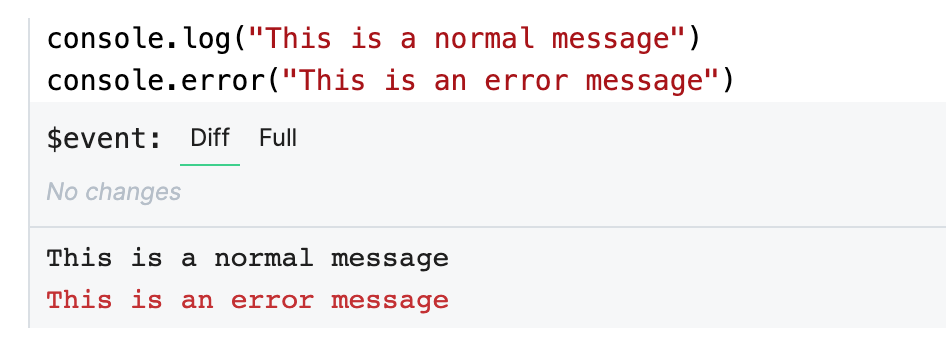 console.log("This is a normal message")
console.error("This is an error message")
$event: Diff Full
No changes
This is a normal message
This is an error message